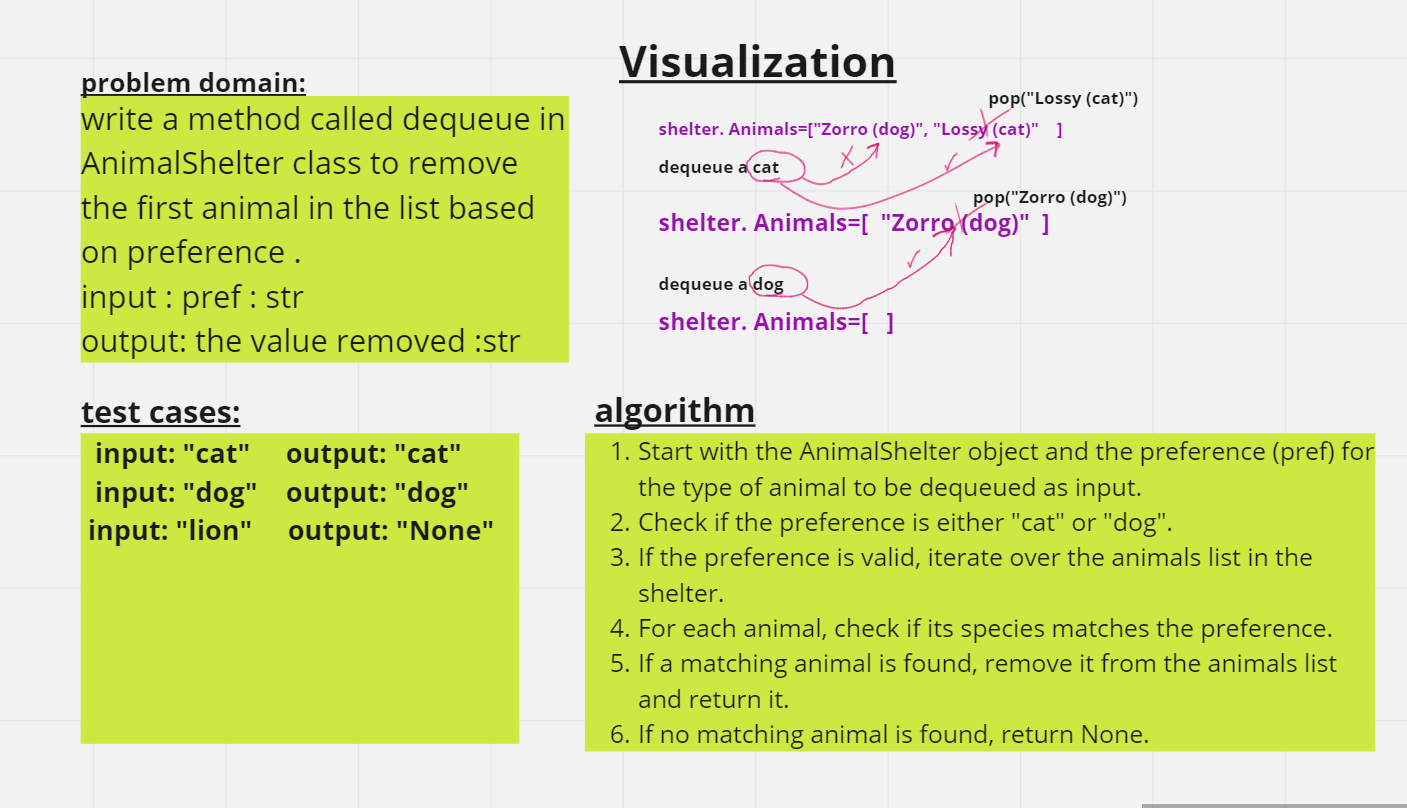 problem domain:
write a method called dequeue in
AnimalShelter class to remove
the first animal in the list based
on preference .
input : pref : str
output: the value removed :str
Visualization
pop("Lossy (cat)")
shelter. Animals=["Zorro (dog)", "Lossy (cat)" ]
dequeue a cat
pop("Zorro (dog)")
shelter. Animals=[ "Zorro (dog)" ]
dequeue a dog
shelter. Animals=[ ]
test cases:
input: "cat" output: "cat"
input: "dog" output: "dog"
input: "lion" output: "None"
algorithm
1. Start with the AnimalShelter object and the preference (pref) for
the type of animal to be dequeued as input.
2. Check if the preference is either "cat" or "dog".
3. If the preference is valid, iterate over the animals list in the
shelter.
4. For each animal, check if its species matches the preference.
5. If a matching animal is found, remove it from the animals list
and return it.
6. If no matching animal is found, return None.